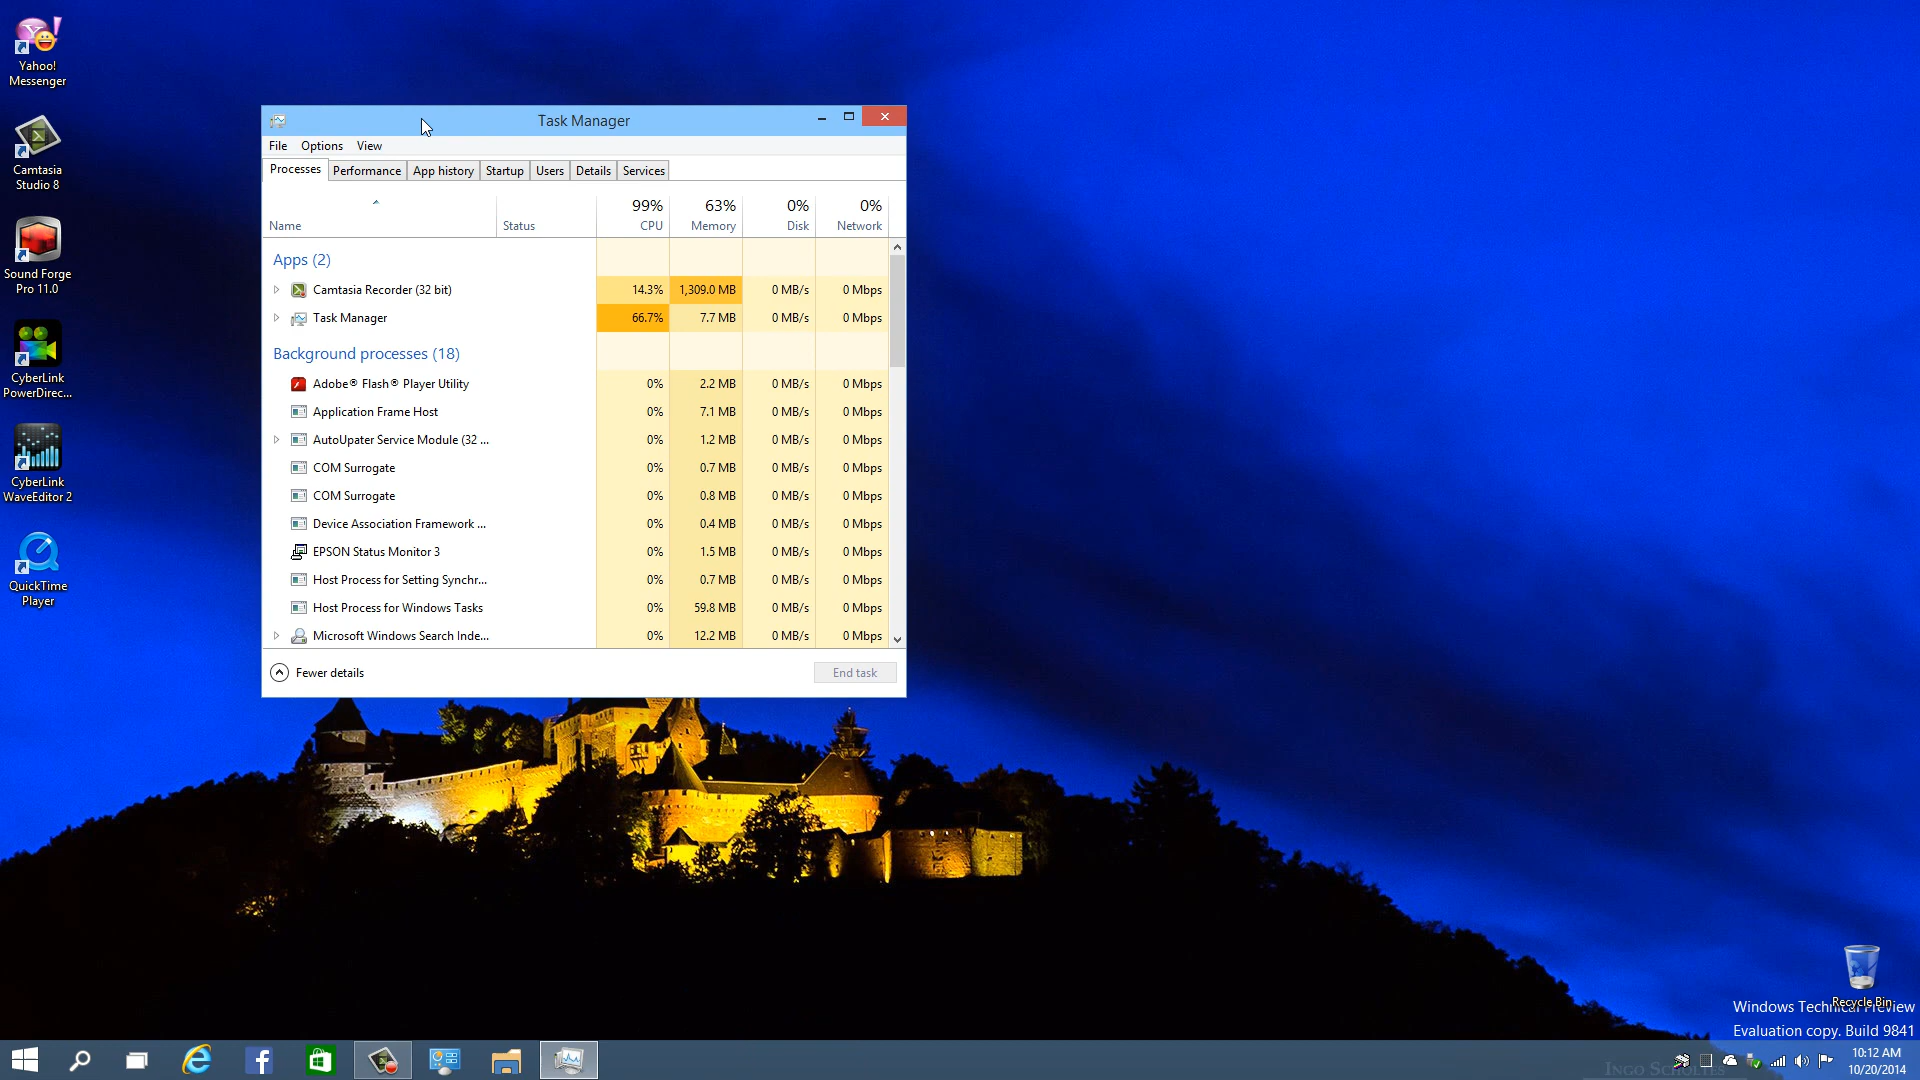 Yahoo!
Messenger
Camtasia
Studio 8
Sound Forge
Pro 11.0
CyberLink
PowerDirec...
CyberLink
WaveEditor 2
QuickTime
Player
Task Manager
File Options View
Processes Performance App history Startup Users Details Services
99% 63% 0% 0%
Name Status CPU Memory Disk Network
Apps (2)
Camtasia Recorder (32 bit) 14.3% 1,309.0 MB 0 MB/s 0 Mbps
Task Manager 66.7% 7.7 MB 0 MB/s 0 Mbps
Background processes (18)
Adobe® Flash® Player Utility 0% 2.2 MB 0 MB/s 0 Mbps
Application Frame Host 0% 7.1 MB 0 MB/s 0 Mbps
AutoUpater Service Module (32 ... 0% 1.2 MB 0 MB/s 0 Mbps
COM Surrogate 0% 0.7 MB 0 MB/s 0 Mbps
COM Surrogate 0% 0.8 MB 0 MB/s 0 Mbps
Device Association Framework ... 0% 0.4 MB 0 MB/s 0 Mbps
EPSON Status Monitor 3 0% 1.5 MB 0 MB/s 0 Mbps
Host Process for Setting Synchr... 0% 0.7 MB 0 MB/s 0 Mbps
Host Process for Windows Tasks 0% 59.8 MB 0 MB/s 0 Mbps
Microsoft Windows Search Inde... 0% 12.2 MB 0 MB/s 0 Mbps
Fewer details End task
Recycle Bin
Windows Technical Preview
Evaluation copy. Build 9841
10:12 AM
10/20/2014
Ingo Scholtes